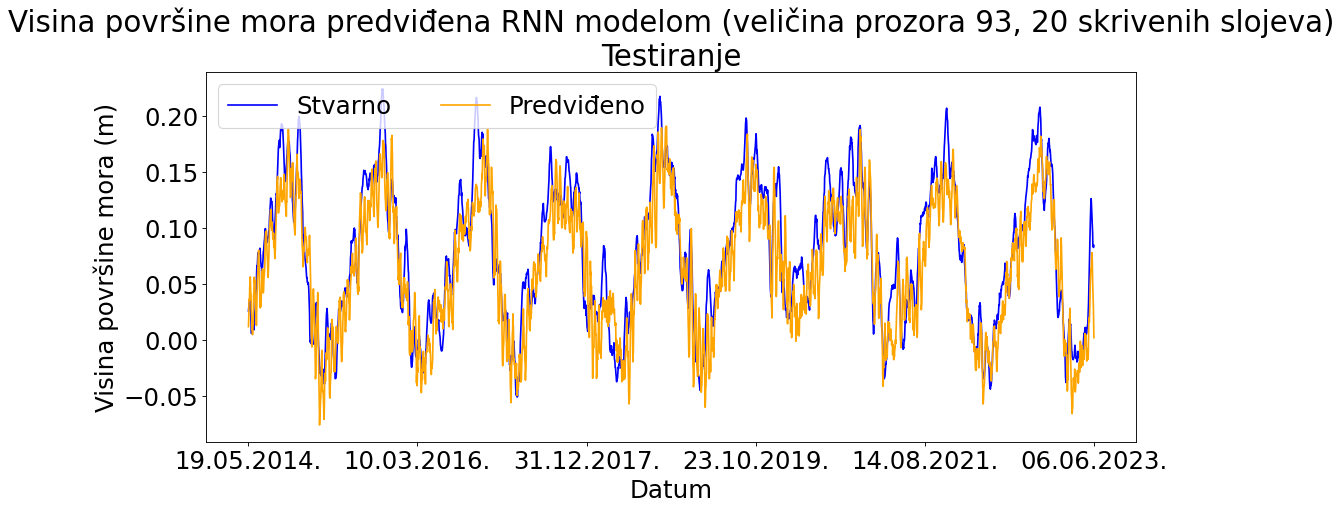 Visina površine mora predviđena RNN modelom (veličina prozora 93, 20 skrivenih slojeva)
Testiranje
Stvarno
Predviđeno
Visina površine mora (m)
0.20
0.15
0.10
0.05
0.00
−0.05
19.05.2014. 10.03.2016. 31.12.2017. 23.10.2019. 14.08.2021. 06.06.2023.
Datum